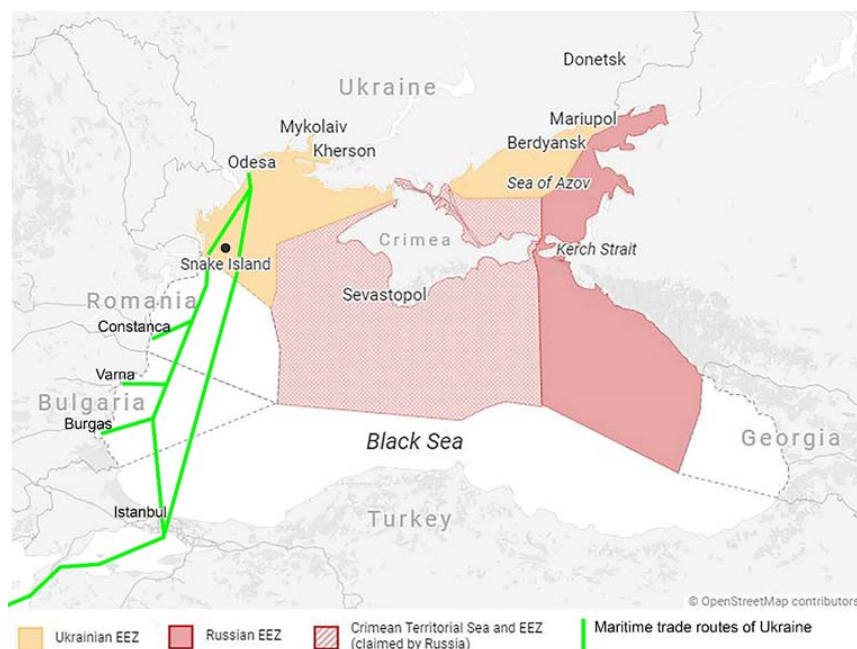 Donetsk
Ukraine
Mykolaiv
Mariupol
Kherson
Berdyansk
Odesa
Sea of Azov
Crimea
Kerch Strait
Snake Island
Romania
Sevastopol
Constanca
Varna
Bulgaria
Burgas
Black Sea
Georgia
Istanbul
Turkey
© OpenStreetMap contributors
Ukrainian EEZ
Russian EEZ
Crimean Territorial Sea and EEZ
(claimed by Russia)
Maritime trade routes of Ukraine